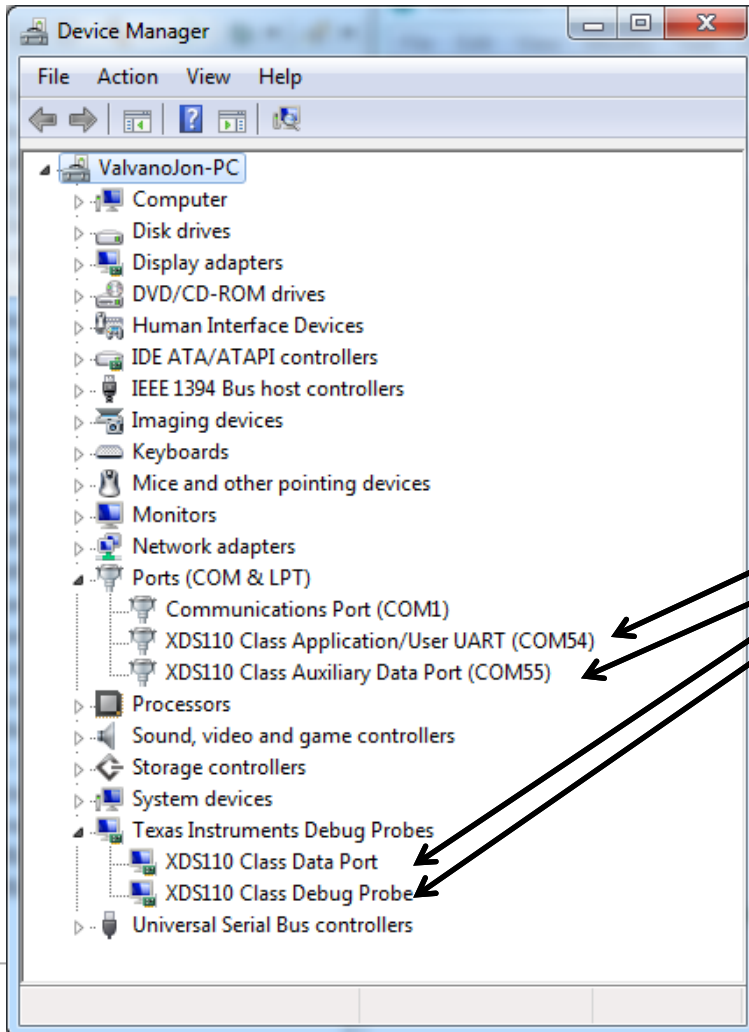 Device Manager
File Action View Help
ValvanoJon-PC
Computer
Disk drives
Display adapters
DVD/CD-ROM drives
Human Interface Devices
IDE ATA/ATAPI controllers
IEEE 1394 Bus host controllers
Imaging devices
Keyboards
Mice and other pointing devices
Monitors
Network adapters
Ports (COM & LPT)
Communications Port (COM1)
XDS110 Class Application/User UART (COM54)
XDS110 Class Auxiliary Data Port (COM55)
Processors
Sound, video and game controllers
Storage controllers
System devices
Texas Instruments Debug Probes
XDS110 Class Data Port
XDS110 Class Debug Probe
Universal Serial Bus controllers